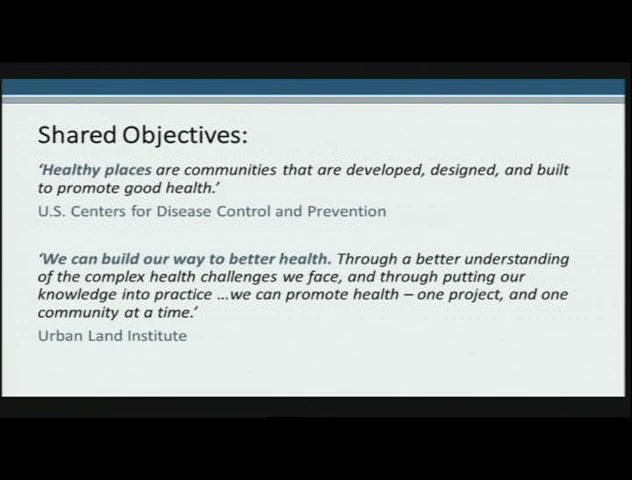 Shared Objectives:
‘Healthy places are communities that are developed, designed, and built
to promote good health.’
U.S. Centers for Disease Control and Prevention
‘We can build our way to better health. Through a better understanding
of the complex health challenges we face, and through putting our
knowledge into practice ...we can promote health – one project, and one
community at a time.’
Urban Land Institute